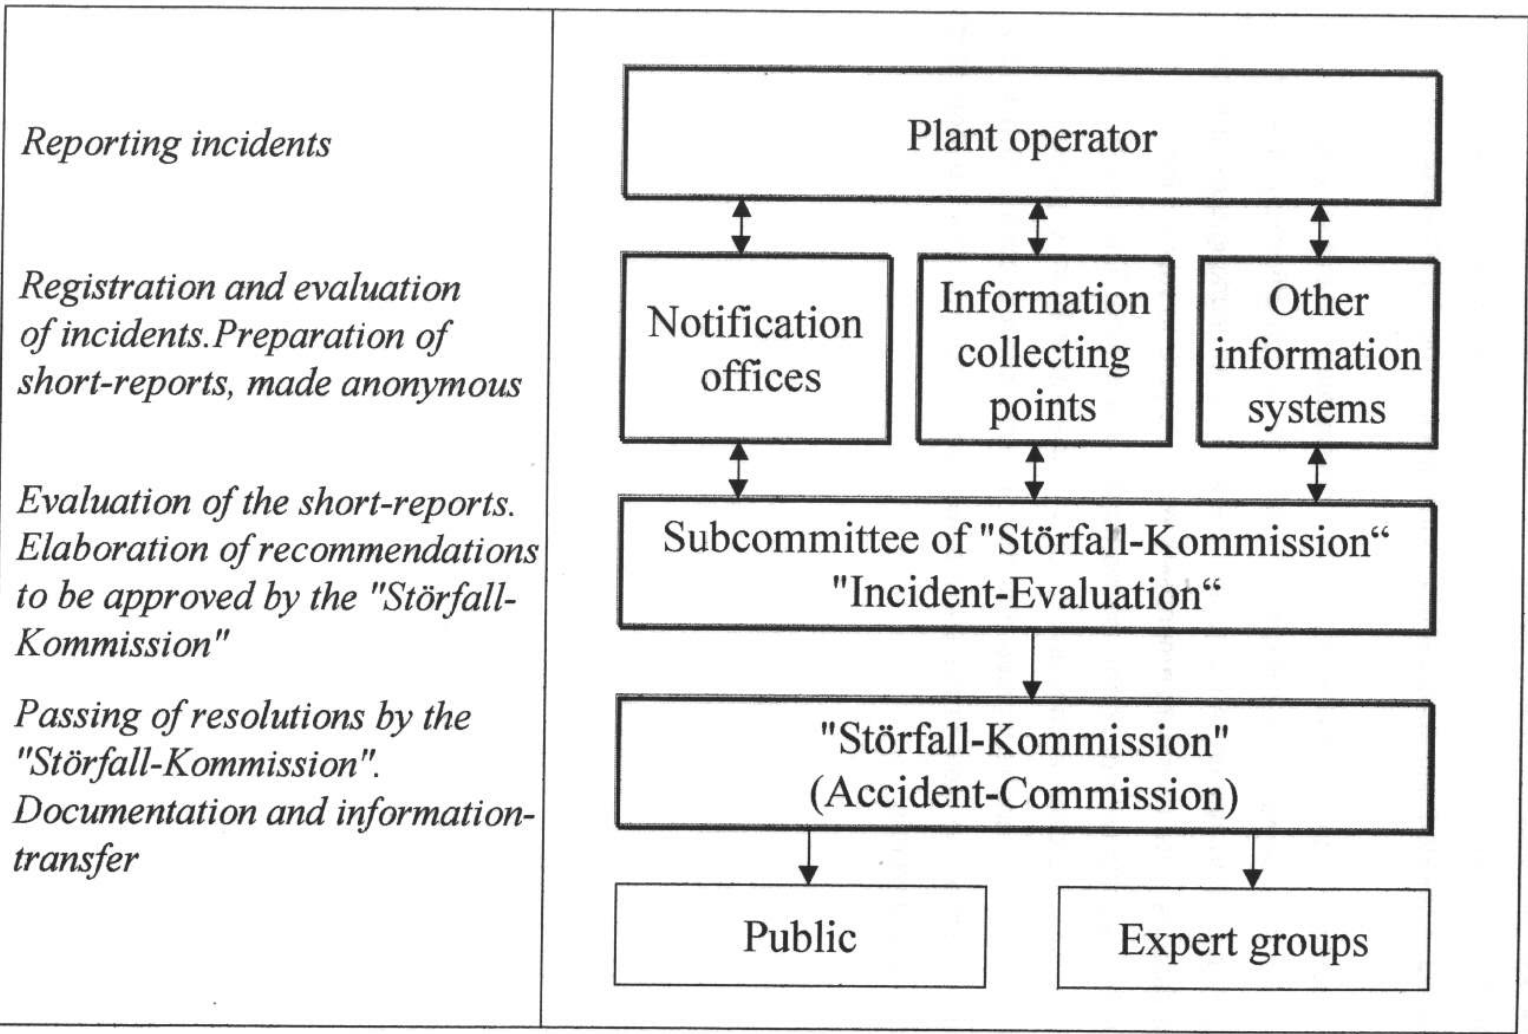 Reporting incidents
Plant operator
Registration and evaluation
of incidents.Preparation of
short-reports, made anonymous
Notification
offices
Information
collecting
points
Other
information
systems
Evaluation of the short-reports.
Elaboration of recommendations
to be approved by the "Störfall-
Kommission"
Subcommittee of "Störfall-Kommission“
"Incident-Evaluation“
Passing of resolutions by the
"Störfall-Kommission".
Documentation and information-
transfer
"Störfall-Kommission"
(Accident-Commission)
Public
Expert groups